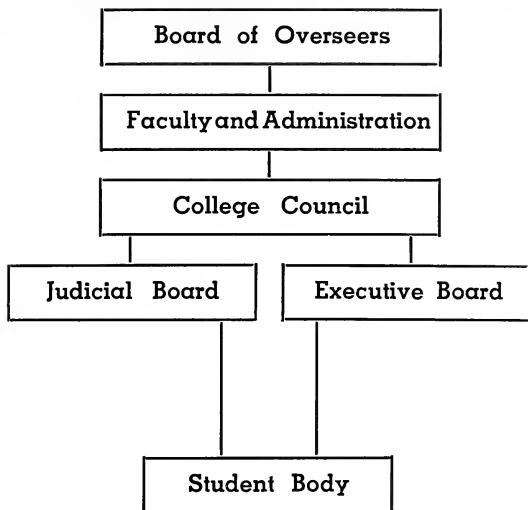 Board of Overseers
Faculty and Administration
College Council
Judicial Board
Executive Board
Student Body